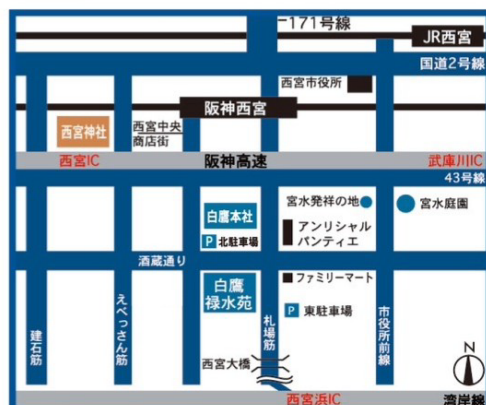 171号線
JR西宮
国道2号線
西宮市役所
阪神西宮
西宮神社
西宮中央
商店街
西宮IC
阪神高速
武庫川IC
43号線
白鷹本社
宮水発祥の地
宮水庭園
P 北駐車場
アンリシャル
パンティエ
酒蔵通り
白鷹
禄水苑
ファミリーマート
P 東駐車場
建石筋
えべっさん筋
札場筋
市役所前線
西宮大橋
N
西宮浜IC
湾岸線